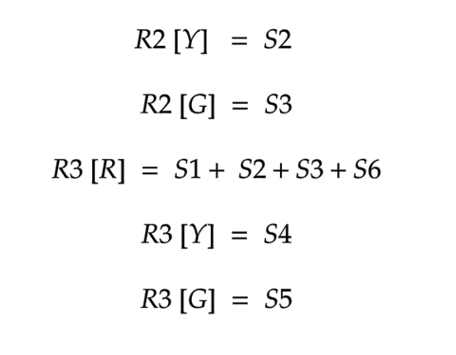 R2 [Y] = S2
R2 [G] = S3
R3 [R] = S1 + S2 + S3 + S6
R3 [Y] = S4
R3 [G] = S5